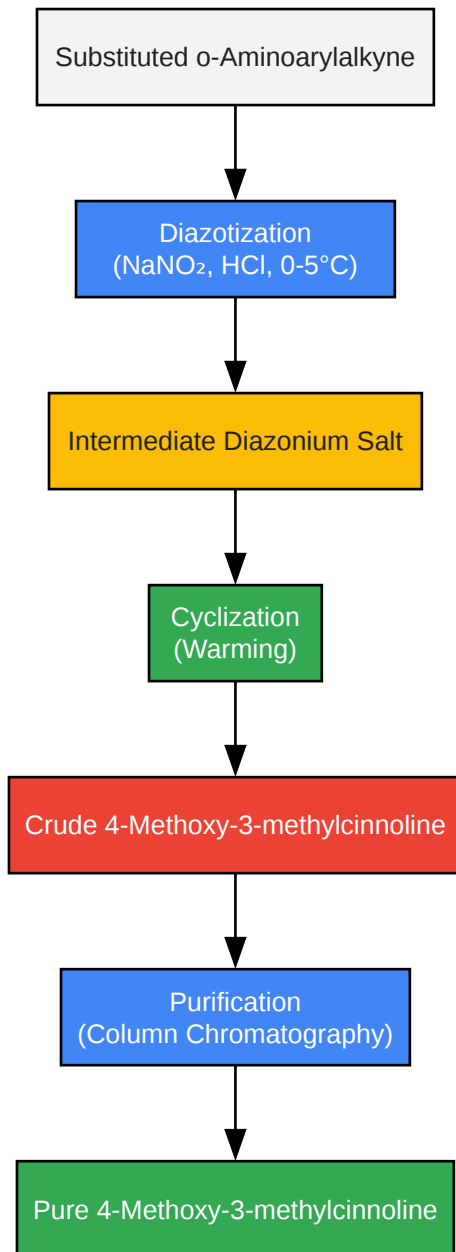 Substituted o-Aminoarylalkyne
Diazotization
(NaNO₂, HCl, 0-5°C)
Intermediate Diazonium Salt
Cyclization
(Warming)
Crude 4-Methoxy-3-methylcinnoline
Purification
(Column Chromatography)
Pure 4-Methoxy-3-methylcinnoline